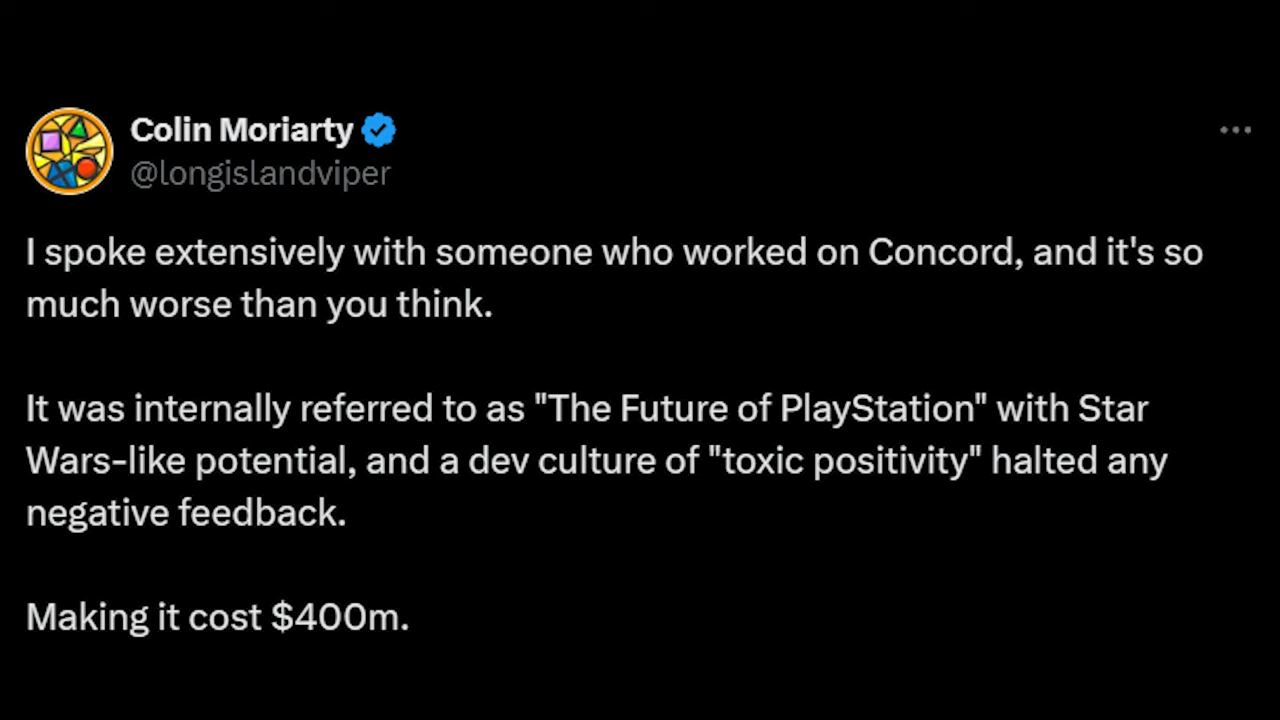 Colin Moriarty
@longislandviper
I spoke extensively with someone who worked on Concord, and it's so
much worse than you think.
It was internally referred to as "The Future of PlayStation" with Star
Wars-like potential, and a dev culture of "toxic positivity" halted any
negative feedback.
Making it cost $400m.